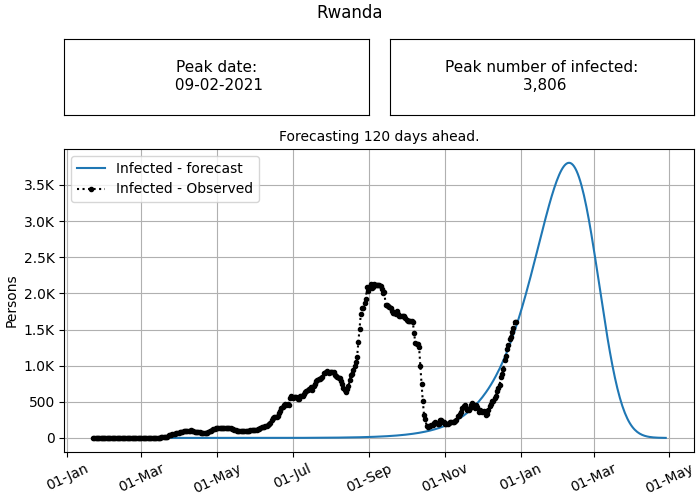 Rwanda
Peak date:
09-02-2021
Peak number of infected:
3,806
Forecasting 120 days ahead.
Infected - forecast
Infected - Observed
Persons
3.5K
3.0K
2.5K
2.0K
1.5K
1.0K
500
0
01-Jan
01-Mar
01-May
01-Jul
01-Sep
01-Nov
01-Jan
01-Mar
01-May